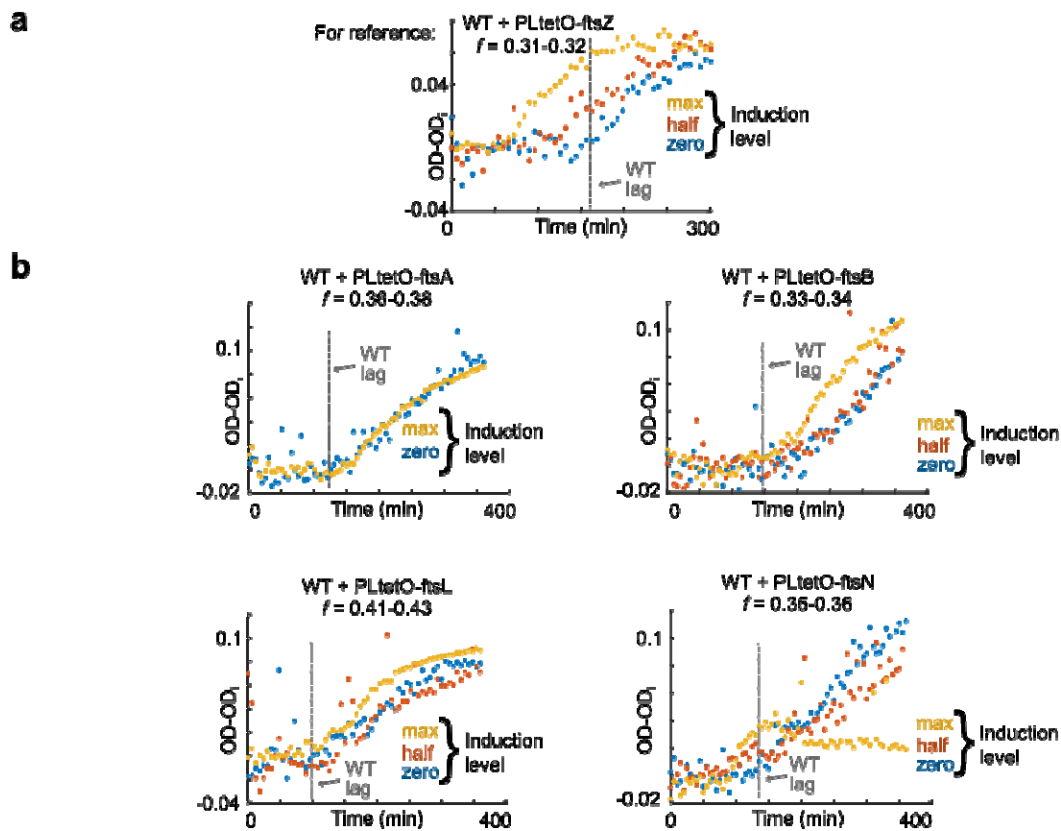 a
For reference:
WT + PLtetO-ftsZ
f = 0.31-0.32
0.04
OD-ODi
max
half
zero
Induction
level
WT
lag
-0.04
0
Time (min)
300
b
WT + PLtetO-ftsA
f = 0.36-0.38
0.1
OD-ODi
WT
lag
max
zero
Induction
level
-0.02
0
Time (min)
400
WT + PLtetO-ftsB
f = 0.33-0.34
0.1
OD-ODi
WT
lag
max
half
zero
Induction
level
-0.02
0
Time (min)
400
WT + PLtetO-ftsL
f = 0.41-0.43
0.1
OD-ODi
max
half
zero
Induction
level
WT
lag
-0.04
0
Time (min)
400
WT + PLtetO-ftsN
f = 0.35-0.36
0.1
OD-ODi
max
half
zero
Induction
level
WT
lag
-0.02
0
Time (min)
400